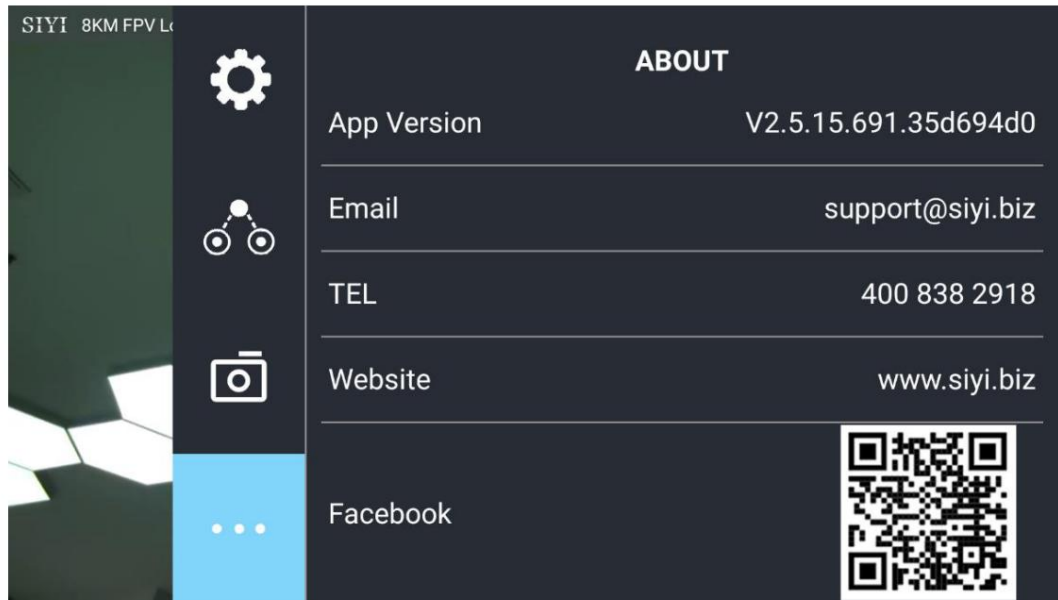 SIYI 8KM FPV
ABOUT
App Version V2.5.15.691.35d694d0
Email support@siyi.biz
TEL 400 838 2918
Website www.siyi.biz
Facebook